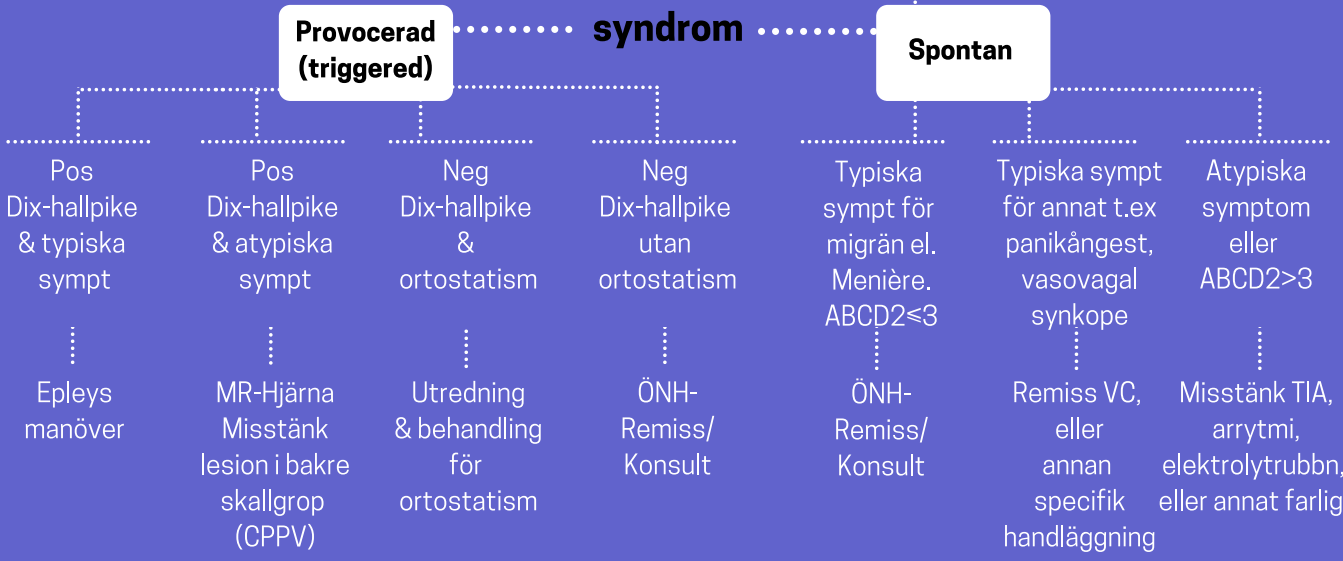 syndrom
Provocerad
(triggered)
Spontan
Pos
Dix-hallpike
& typiska
sympt
Epleys
manöver
Pos
Dix-hallpike
& atypiska
sympt
MR-Hjärna
Misstänk
lesion i bakre
skallgrop
(CPPV)
Neg
Dix-hallpike
&
ortostatism
Utredning
& behandling
för
ortostatism
Neg
Dix-hallpike
utan
ortostatism
ÖNH-
Remiss/
Konsult
Typiska
sympt för
migrän el.
Menière.
ABCD2≤3
ÖNH-
Remiss/
Konsult
Typiska sympt
för annat t.ex
panikångest,
vasovagal
synkope
Remiss VC,
eller
annan
specifik
handläggning
Atypiska
symptom
eller
ABCD2>3
Misstänk TIA,
arrytmi,
elektrolytrubbn,
eller annat farlig